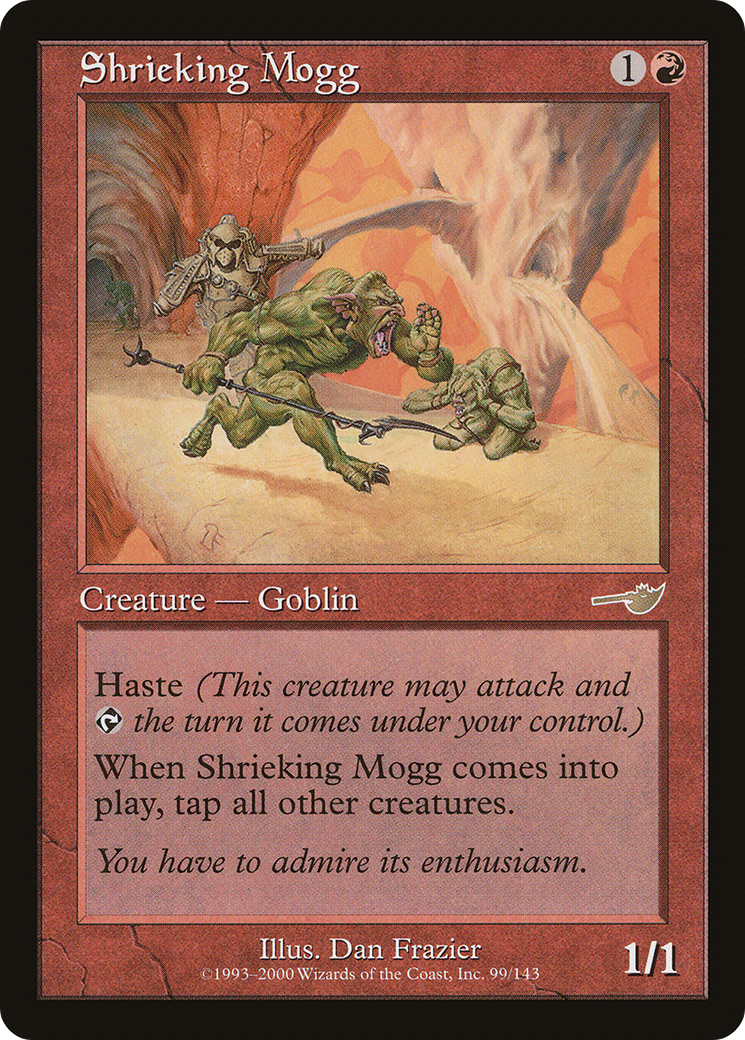 Shrieking Mogg 1
Creature — Goblin
Haste (This creature may attack and
the turn it comes under your control.)
When Shrieking Mogg comes into
play, tap all other creatures.
You have to admire its enthusiasm.
Illus. Dan Frazier
©1993–2000 Wizards of the Coast, Inc. 99/143
1/1